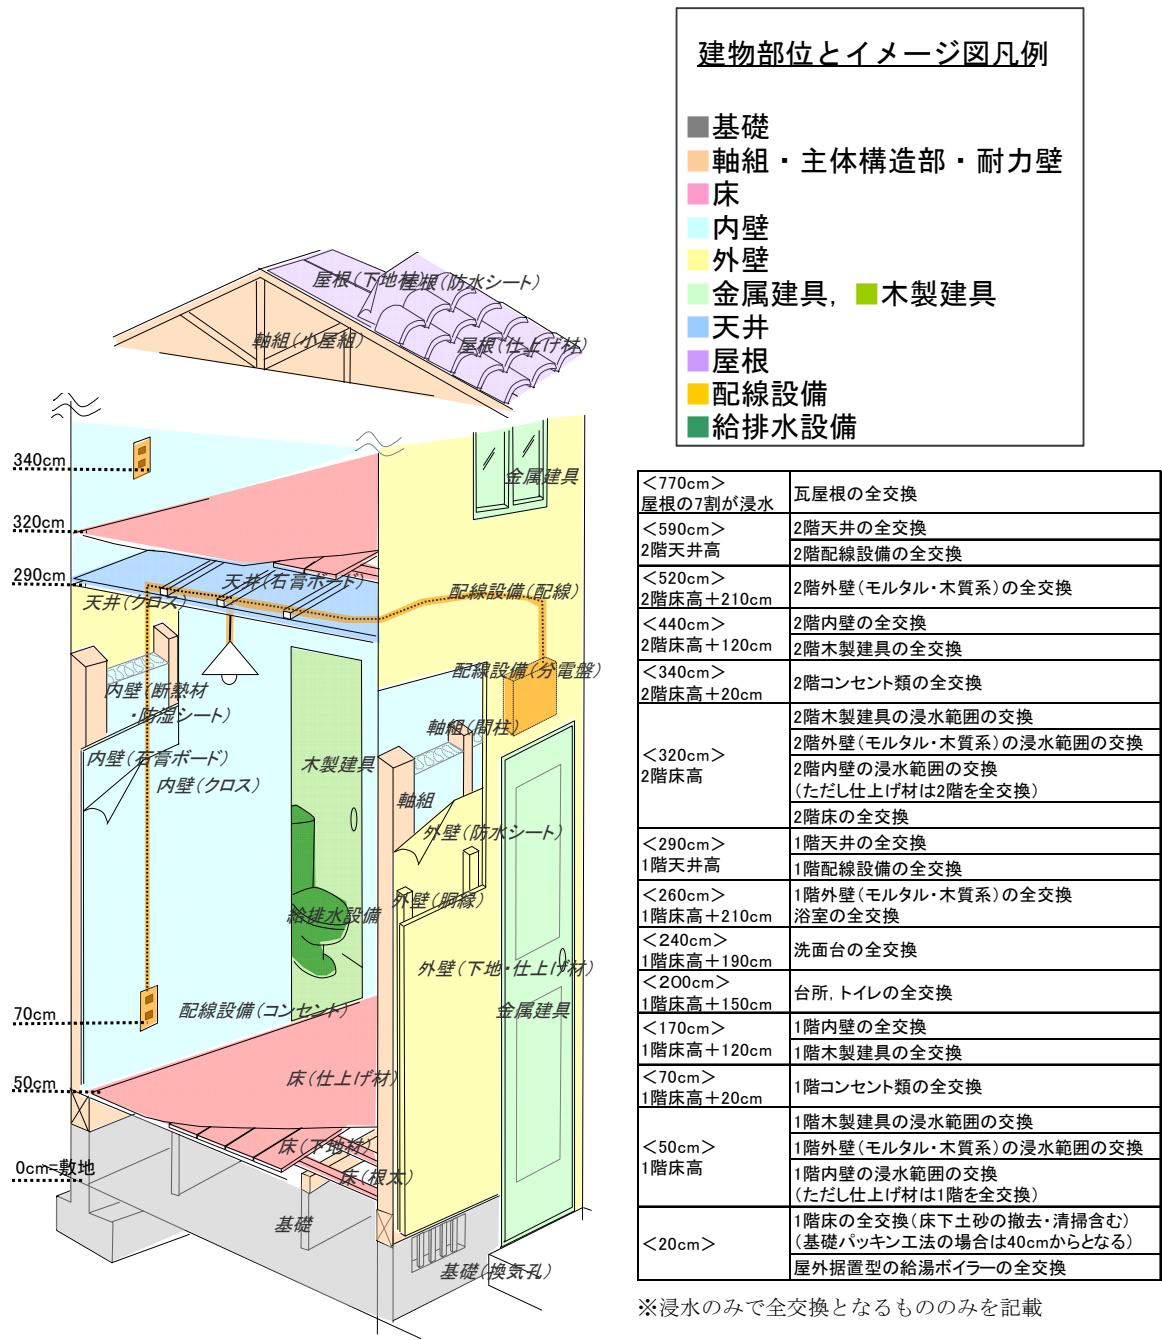 建物部位とイメージ図凡例
■基礎
■軸組・主体構造部・耐力壁
■床
■内壁
■外壁
■金属建具, ■木製建具
■天井
■屋根
■配線設備
■給排水設備
屋根(下地材)
屋根(防水シート)
軸組(小屋組)
屋根(仕上げ材)
340cm
金属建具
320cm
290cm
天井(石膏ボード)
天井(クロス)
配線設備(配線)
配線設備(分電盤)
内壁(断熱材
・防湿シート)
軸組(間柱)
内壁(石膏ボード)
木製建具
内壁(クロス)
軸組
外壁(防水シート)
外壁(胴縁)
給排水設備
外壁(下地・仕上げ材)
70cm
配線設備(コンセント)
金属建具
50cm
床(仕上げ材)
床(下地材)
0cm=敷地
床(根太)
基礎
基礎(換気孔)
<770cm>
屋根の7割が浸水
瓦屋根の全交換
<590cm>
2階天井高
2階天井の全交換
2階配線設備の全交換
<520cm>
2階床高+210cm
2階外壁(モルタル・木質系)の全交換
<440cm>
2階床高+120cm
2階内壁の全交換
2階木製建具の全交換
<340cm>
2階床高+20cm
2階コンセント類の全交換
<320cm>
2階床高
2階木製建具の浸水範囲の交換
2階外壁(モルタル・木質系)の浸水範囲の交換
2階内壁の浸水範囲の交換
(ただし仕上げ材は2階を全交換)
2階床の全交換
<290cm>
1階天井高
1階天井の全交換
1階配線設備の全交換
<260cm>
1階床高+210cm
1階外壁(モルタル・木質系)の全交換
浴室の全交換
<240cm>
1階床高+190cm
洗面台の全交換
<200cm>
1階床高+150cm
台所, トイレの全交換
<170cm>
1階床高+120cm
1階内壁の全交換
1階木製建具の全交換
<70cm>
1階床高+20cm
1階コンセント類の全交換
<50cm>
1階床高
1階木製建具の浸水範囲の交換
1階外壁(モルタル・木質系)の浸水範囲の交換
1階内壁の浸水範囲の交換
(ただし仕上げ材は1階を全交換)
<20cm>
1階床の全交換(床下土砂の撤去・清掃含む)
(基礎パッキン工法の場合は40cmからとなる)
屋外据置型の給湯ボイラーの全交換
※浸水のみで全交換となるもののみを記載